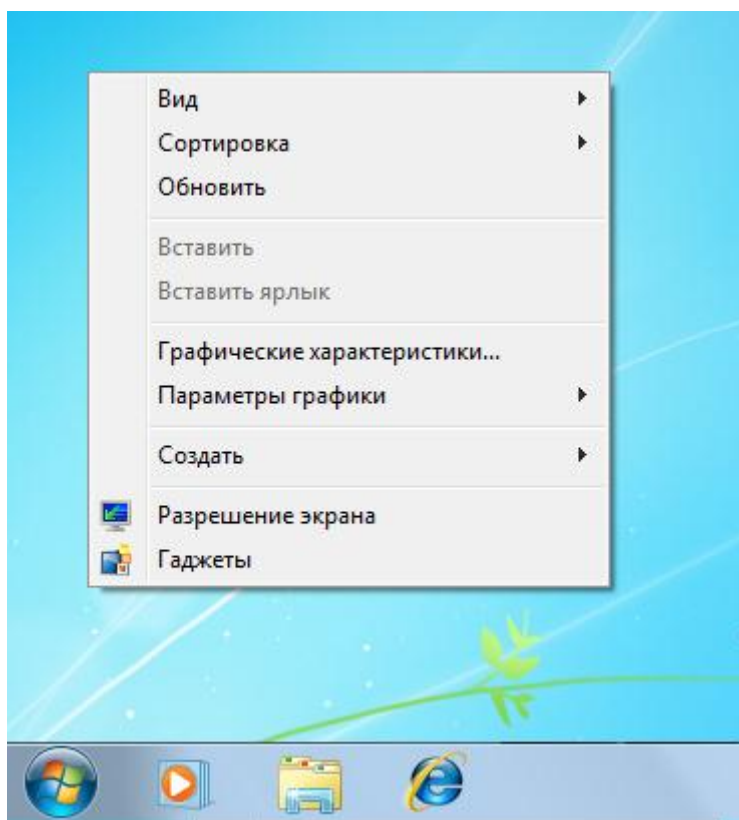 Вид
Сортировка
Обновить
Вставить
Вставить ярлык
Графические характеристики...
Параметры графики
Создать
Разрешение экрана
Гаджеты